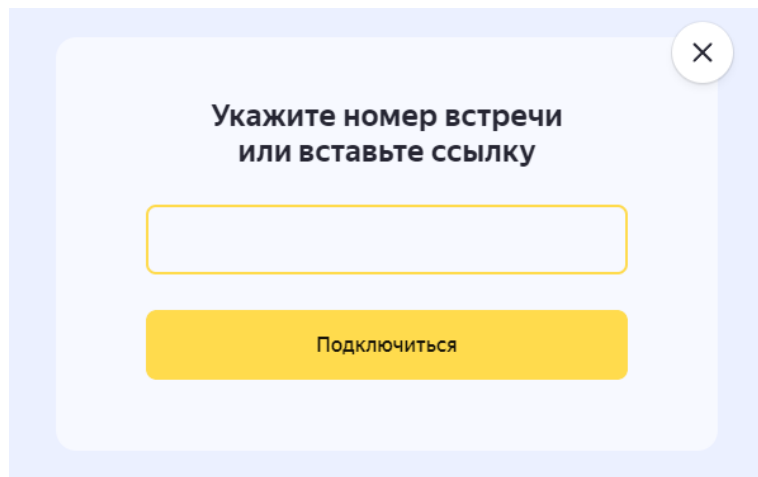 Укажите номер встречи
или вставьте ссылку
Подключиться